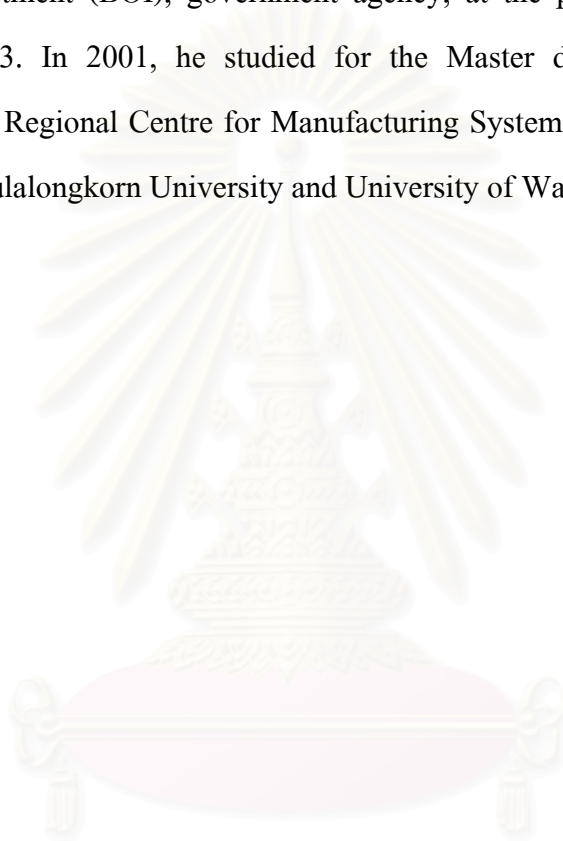 tment (BOI), government agency, at the p
3. In 2001, he studied for the Master d
Regional Centre for Manufacturing System
ulalongkorn University and University of Wa